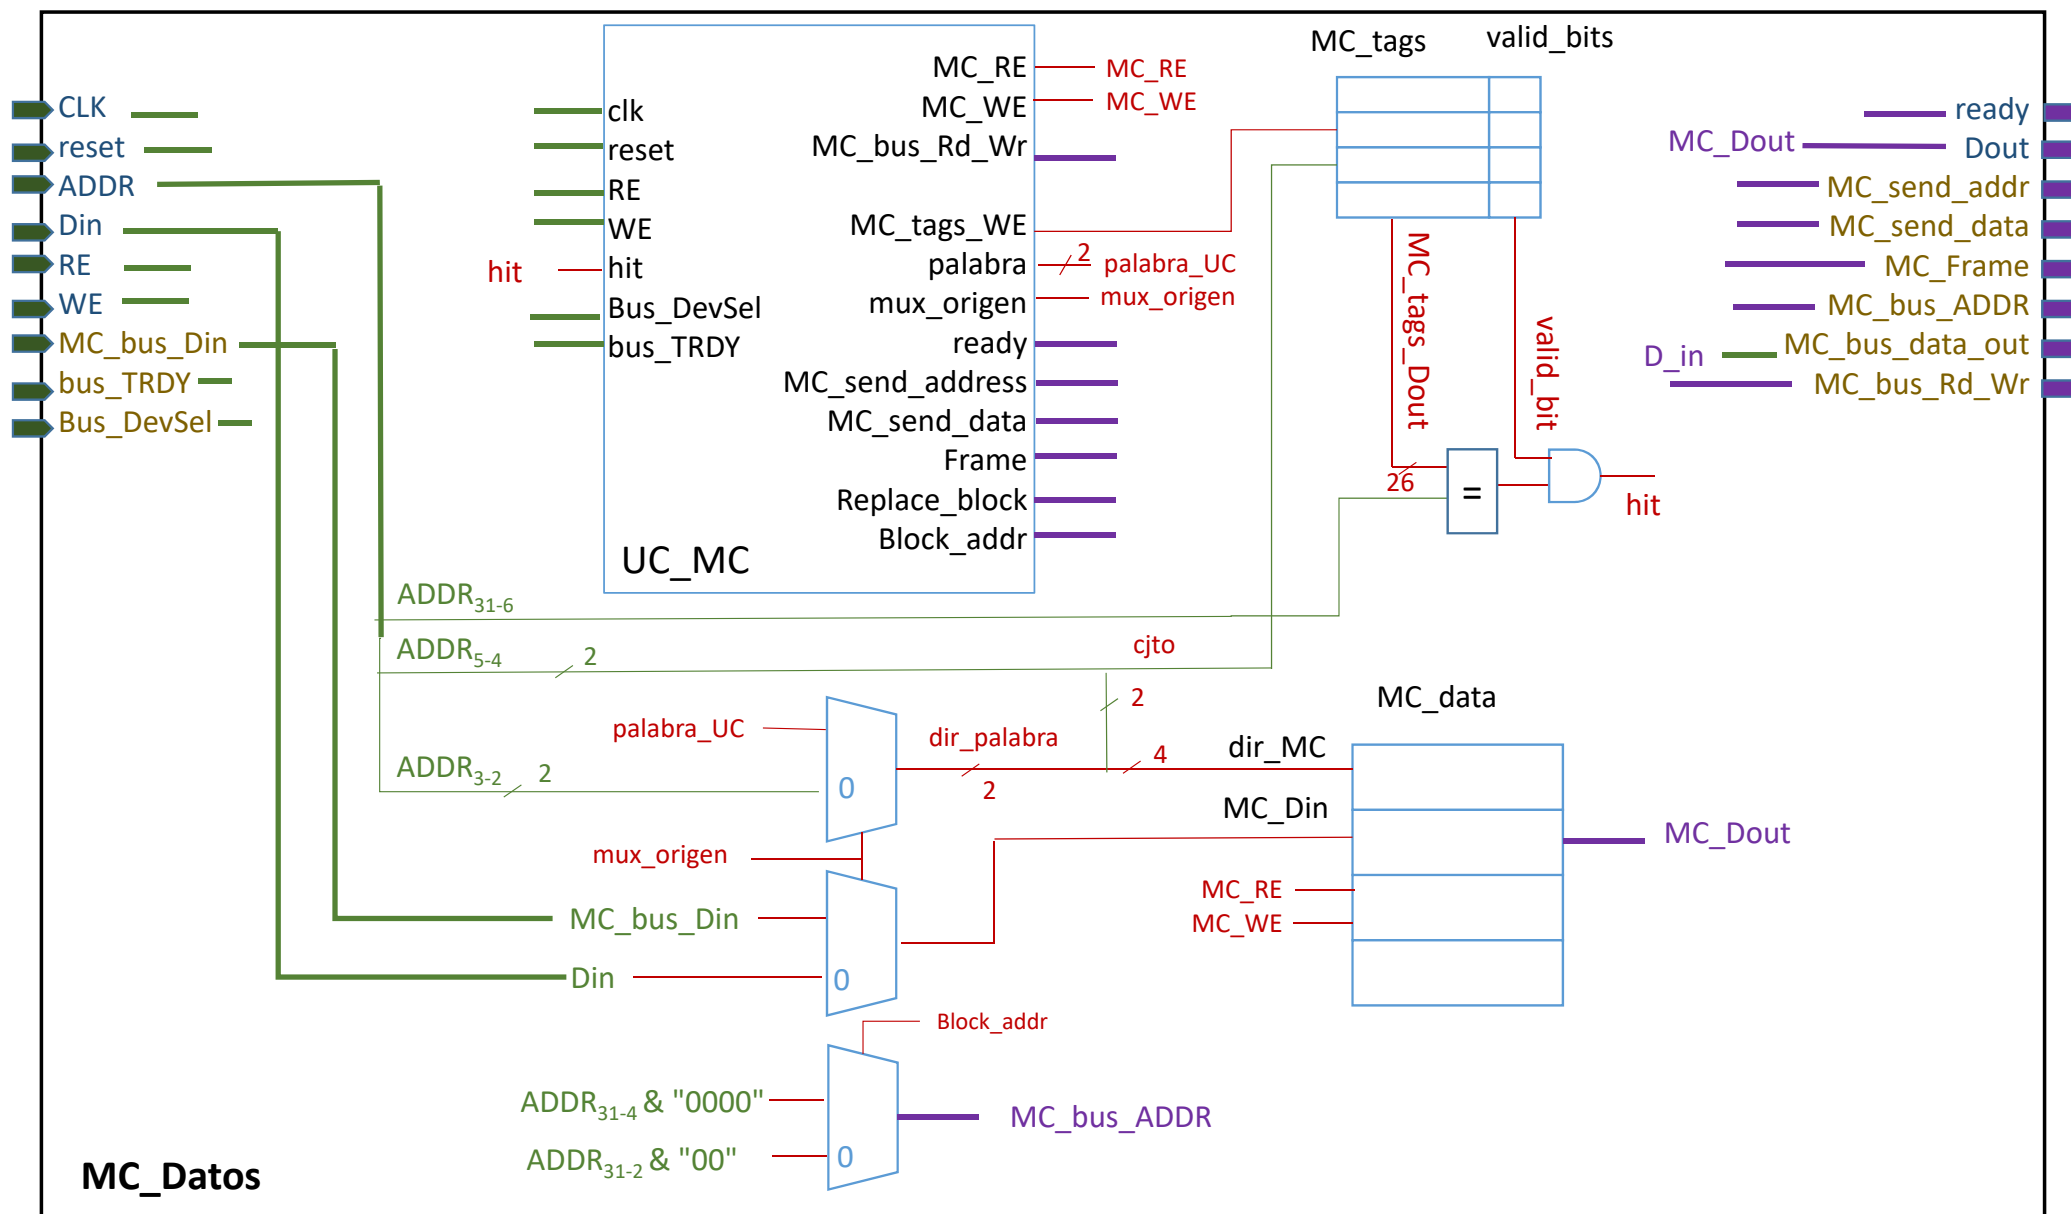 CLK
reset
ADDR
Din
RE
WE
MC_bus_Din
bus_TRDY
Bus_DevSel
clk
reset
RE
WE
hit
hit
Bus_DevSel
bus_TRDY
MC_RE
MC_WE
MC_bus_Rd_Wr
MC_tags_WE
palabra
mux_origen
ready
MC_send_address
MC_send_data
Frame
Replace_block
Block_addr
UC_MC
MC_RE
MC_WE
2
palabra_UC
mux_origen
MC_tags
valid_bits
MC_tags_Dout
valid_bit
26
=
hit
ready
MC_Dout
Dout
MC_send_addr
MC_send_data
MC_Frame
MC_bus_ADDR
D_in
MC_bus_data_out
MC_bus_Rd_Wr
ADDR31-6
ADDR5-4
2
cjto
2
palabra_UC
ADDR3-2
2
0
dir_palabra
2
4
dir_MC
MC_data
MC_Din
MC_RE
MC_WE
MC_Dout
mux_origen
MC_bus_Din
Din
0
Block_addr
ADDR31-4 & "0000"
ADDR31-2 & "00"
0
MC_bus_ADDR
MC_Datos